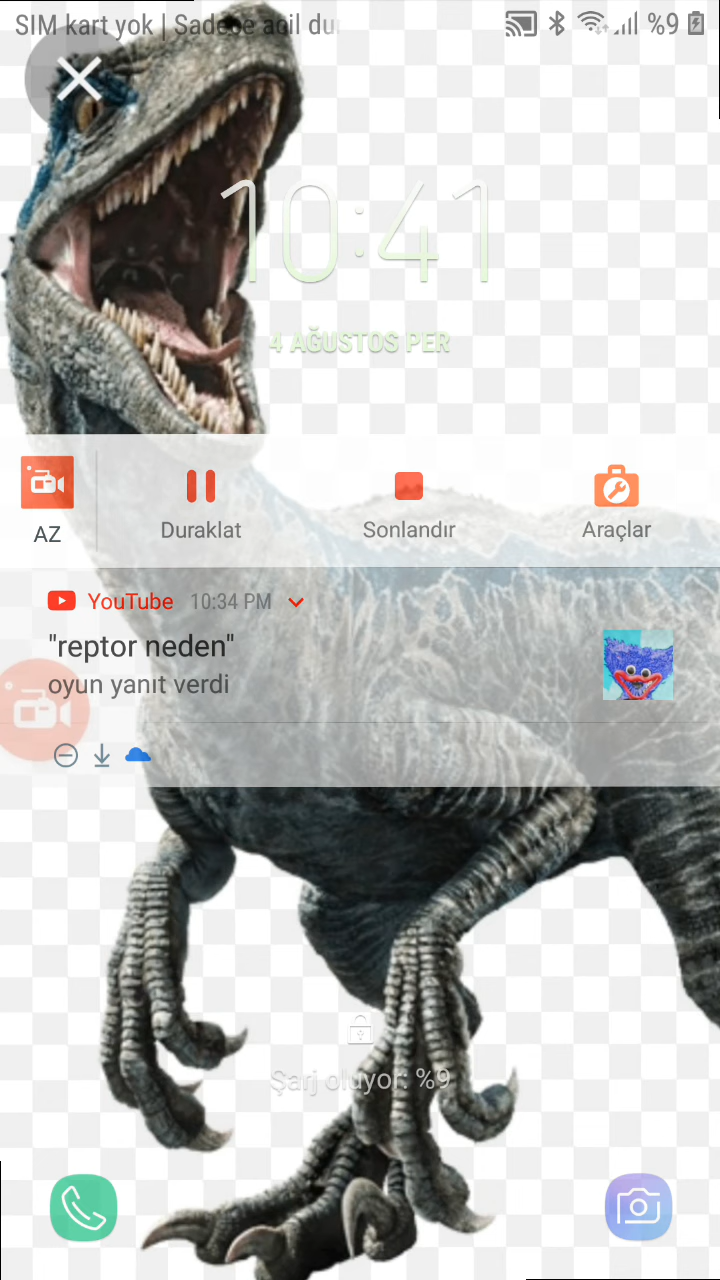 SIM kart yok | Sadece acil du
%9
10:41
4 AĞUSTOS PER
AZ
Duraklat
Sonlandır
Araçlar
YouTube 10:34 PM
"reptor neden"
oyun yanıt verdi
Şarj oluyor: %9